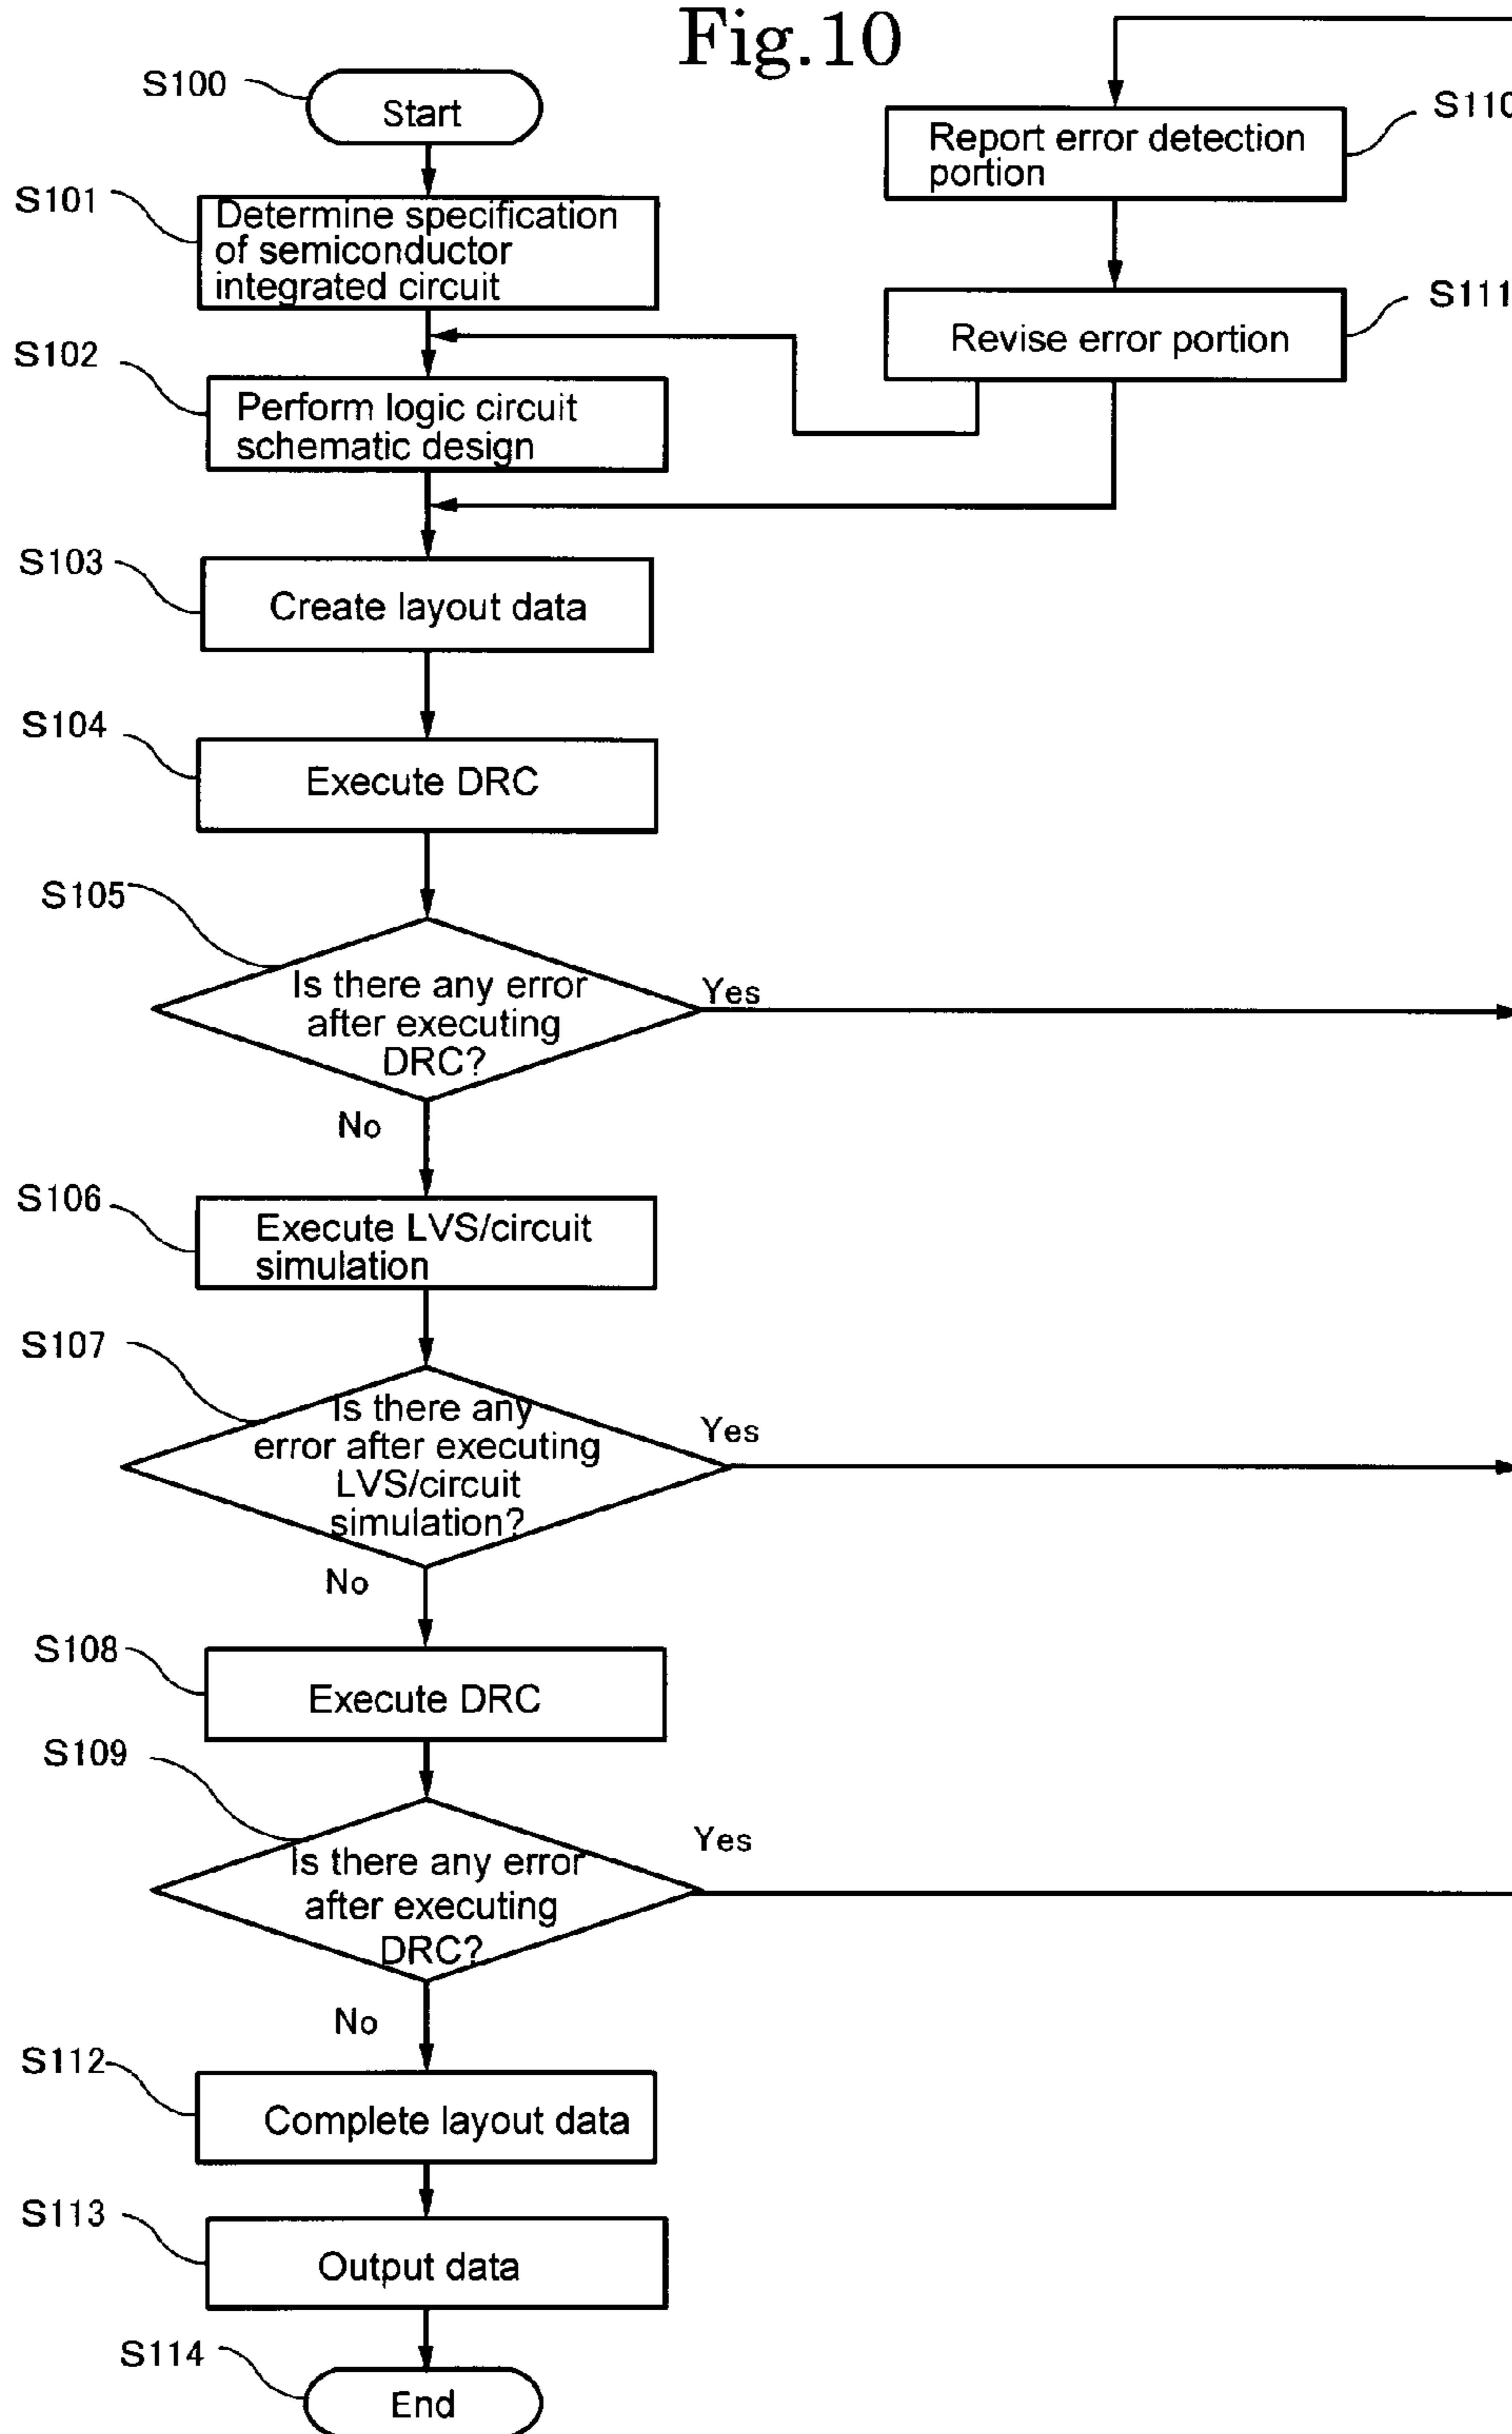 Fig.10
S100
Start
S101
Determine specification
of semiconductor
integrated circuit
S102
Perform logic circuit
schematic design
S103
Create layout data
S104
Execute DRC
S105
Is there any error
after executing
DRC?
Yes
No
S106
Execute LVS/circuit
simulation
S107
Is there any
error after executing
LVS/circuit
simulation?
Yes
No
S108
Execute DRC
S109
Is there any error
after executing
DRC?
Yes
No
S112
Complete layout data
S113
Output data
S114
End
S110
Report error detection
portion
S111
Revise error portion